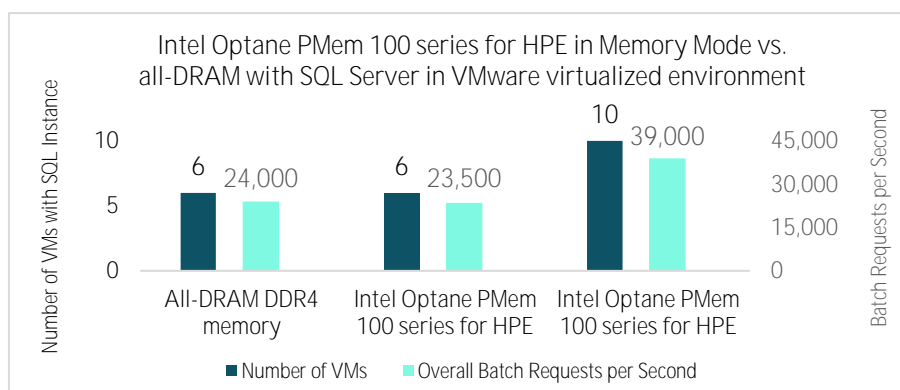 Intel Optane PMem 100 series for HPE in Memory Mode vs.
all-DRAM with SQL Server in VMware virtualized environment
Number of VMs with SQL Instance
10
5
0
6
24,000
6
23,500
10
39,000
45,000
30,000
15,000
0
Batch Requests per Second
All-DRAM DDR4
memory
Intel Optane PMem
100 series for HPE
Intel Optane PMem
100 series for HPE
Number of VMs
Overall Batch Requests per Second